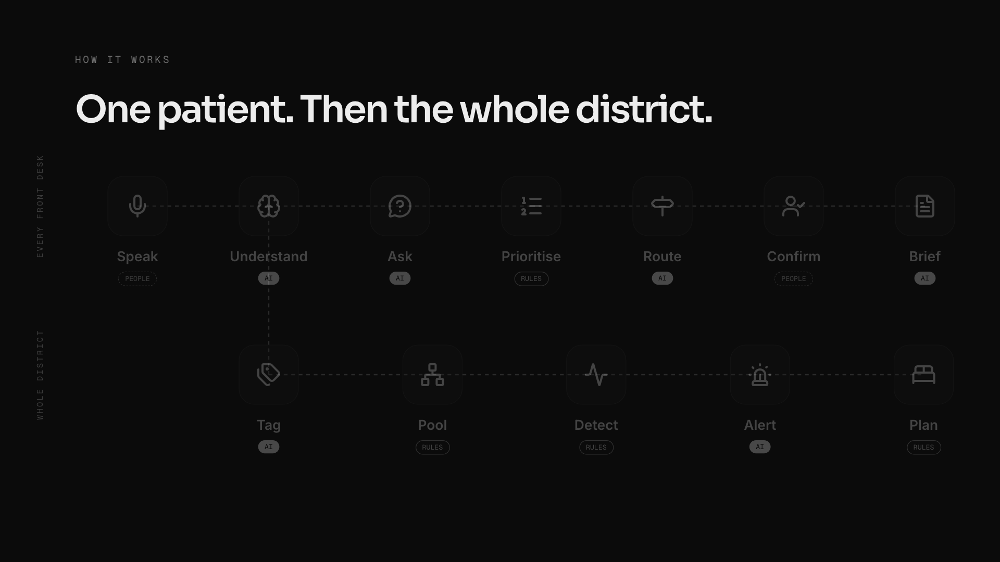 HOW IT WORKS
One patient. Then the whole district.
EVERY FRONT DESK
1
2
Speak
Understand
Ask
Prioritise
Route
Confirm
Brief
PEOPLE
AI
AI
RULES
AI
PEOPLE
AI
WHOLE DISTRICT
Tag
Pool
Detect
Alert
Plan
AI
RULES
RULES
AI
RULES